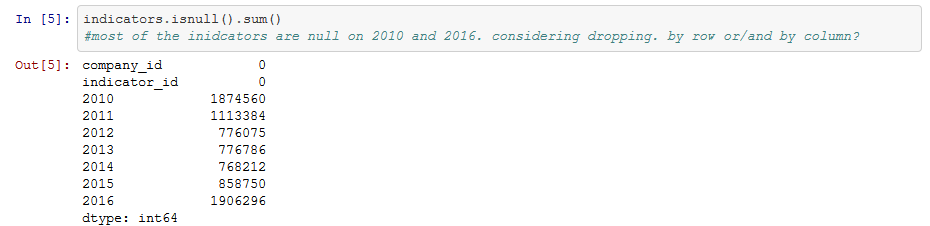 In [5]: indicators.isnull().sum()
#most of the inidcators are null on 2010 and 2016. considering dropping. by row or/and by column?
Out[5]: company_id 0
indicator_id 0
2010 1874560
2011 1113384
2012 776075
2013 776786
2014 768212
2015 858750
2016 1906296
dtype: int64